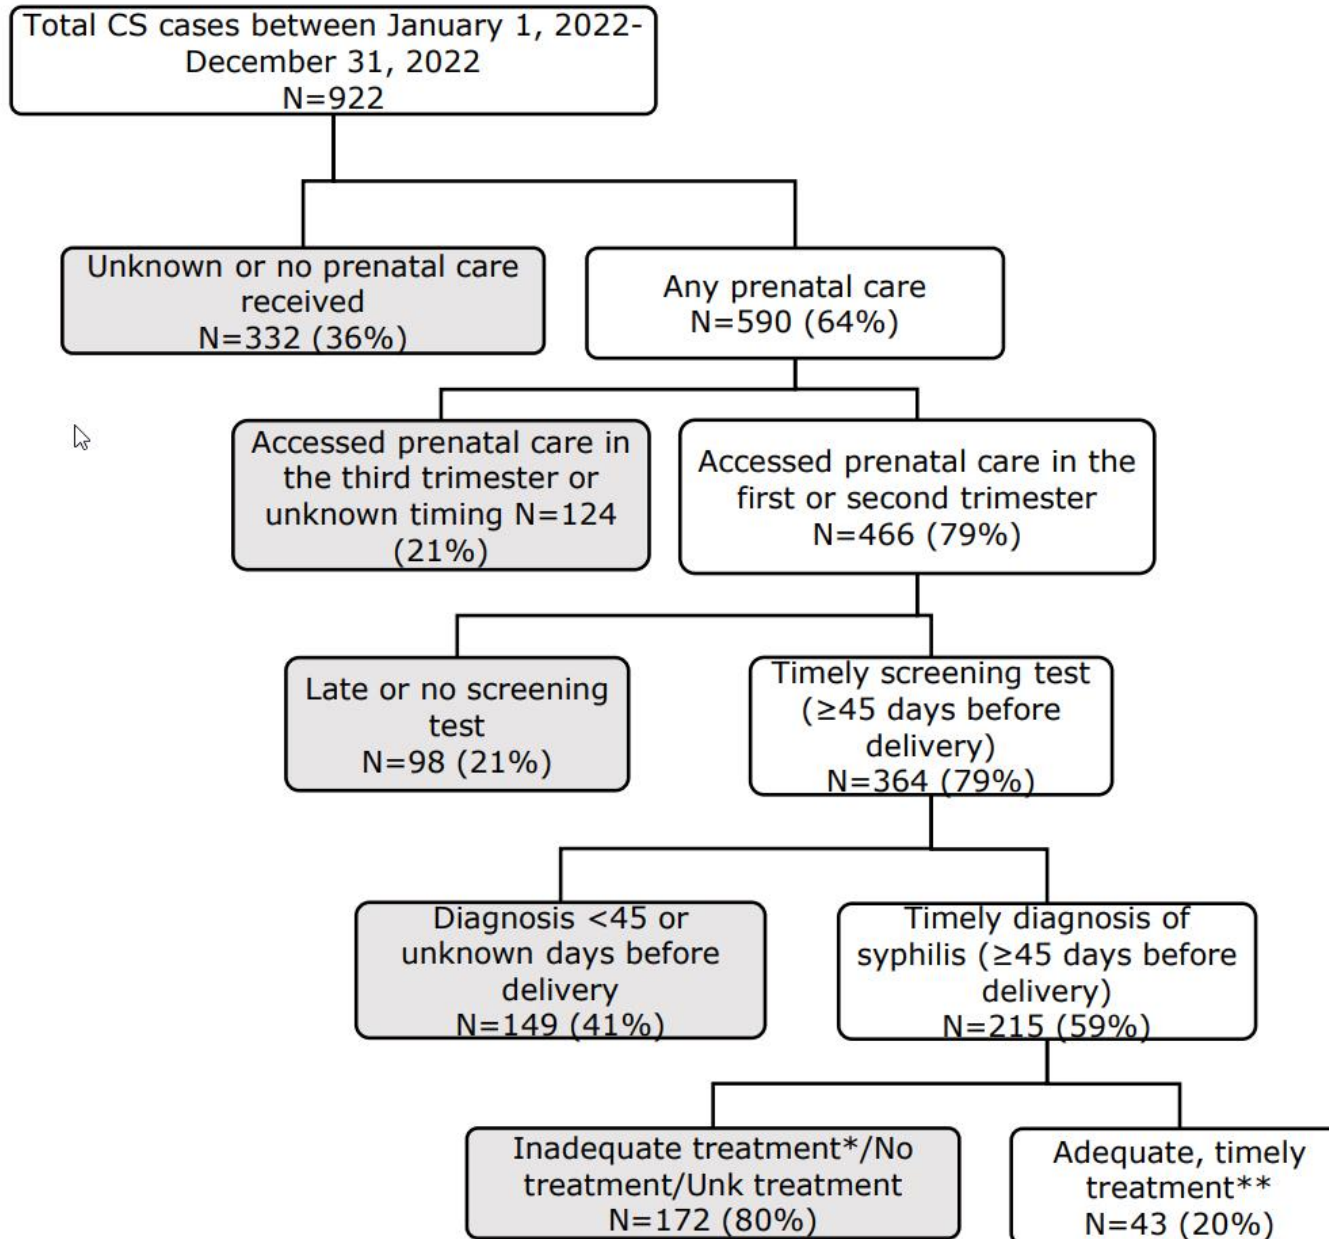 Total CS cases between January 1, 2022-
December 31, 2022
N=922
Unknown or no prenatal care
received
N=332 (36%)
Any prenatal care
N=590 (64%)
Accessed prenatal care in
the third trimester or
unknown timing N=124
(21%)
Accessed prenatal care in the
first or second trimester
N=466 (79%)
Late or no screening
test
N=98 (21%)
Timely screening test
(≥45 days before
delivery)
N=364 (79%)
Diagnosis <45 or
unknown days before
delivery
N=149 (41%)
Timely diagnosis of
syphilis (≥45 days before
delivery)
N=215 (59%)
Inadequate treatment*/No
treatment/Unk treatment
N=172 (80%)
Adequate, timely
treatment**
N=43 (20%)